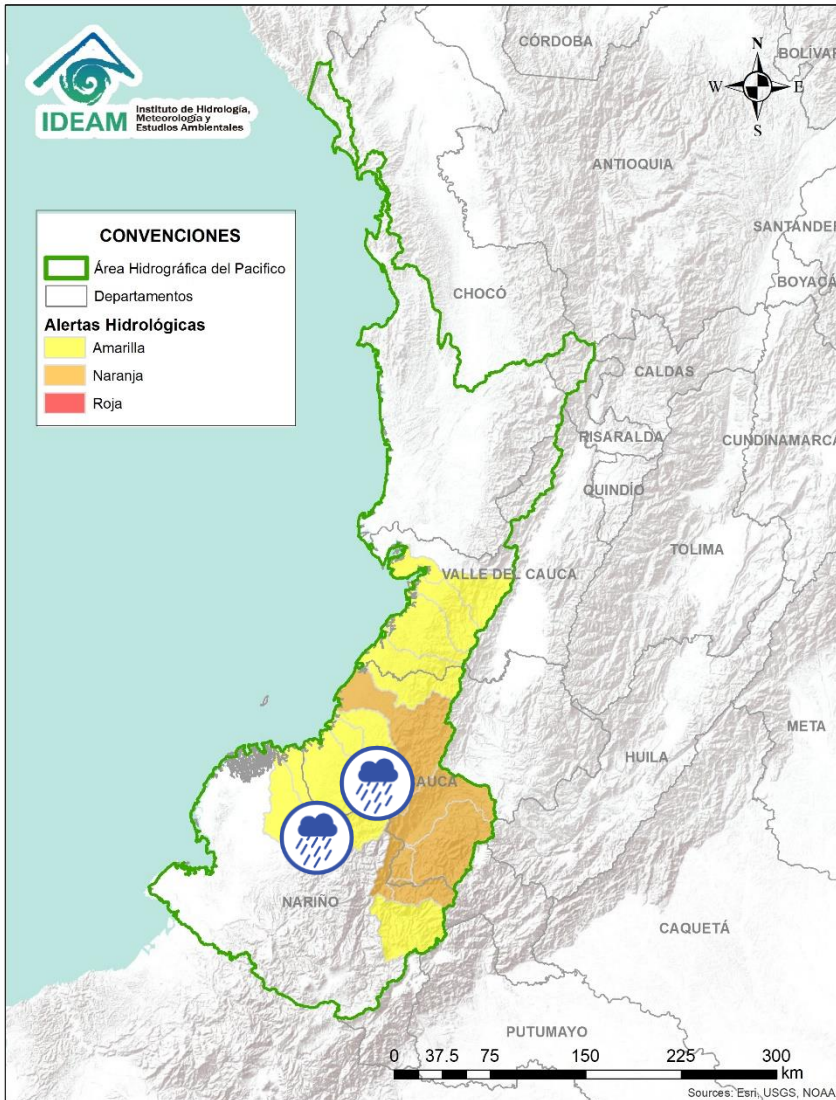 IDEAM
Instituto de Hidrología,
Meteorología y
Estudios Ambientales
N
W
E
S
CÓRDOBA
BOLÍVAR
ANTIOQUIA
SANTANDER
BOYACÁ
CHOCÓ
CALDAS
RISARALDA
CUNDINAMARCA
QUINDÍO
TOLIMA
VALLE DEL CAUCA
META
HUILA
AUCA
NARIÑO
CAQUETÁ
PUTUMAYO
CONVENCIONES
Área Hidrográfica del Pacifico
Departamentos
Alertas Hidrológicas
Amarilla
Naranja
Roja
0 37.5 75 150 225 300
km
Sources: Esri, USGS, NOAA